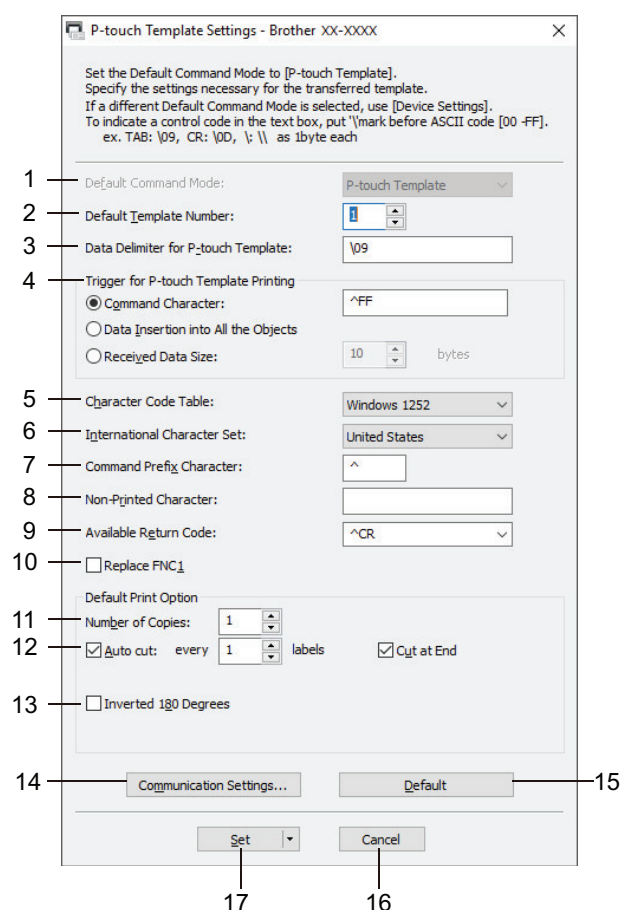 P-touch Template Settings - Brother XX-XXXX
Set the Default Command Mode to [P-touch Template].
Specify the settings necessary for the transferred template.
If a different Default Command Mode is selected, use [Device Settings].
To indicate a control code in the text box, put '\'mark before ASCII code [00 -FF].
ex. TAB: \09, CR: \0D, \: \\ as 1byte each
1 Default Command Mode: P-touch Template
2 Default Template Number: 1
3 Data Delimiter for P-touch Template: \09
4 Trigger for P-touch Template Printing
Command Character: ^FF
Data Insertion into All the Objects
Received Data Size: 10 bytes
5 Character Code Table: Windows 1252
6 International Character Set: United States
7 Command Prefix Character: ^
8 Non-Printed Character:
9 Available Return Code: ^CR
10 Replace FNC1
Default Print Option
11 Number of Copies: 1
12 Auto cut: every 1 labels Cut at End
13 Inverted 180 Degrees
14 Communication Settings... Default 15
Set Cancel
17 16